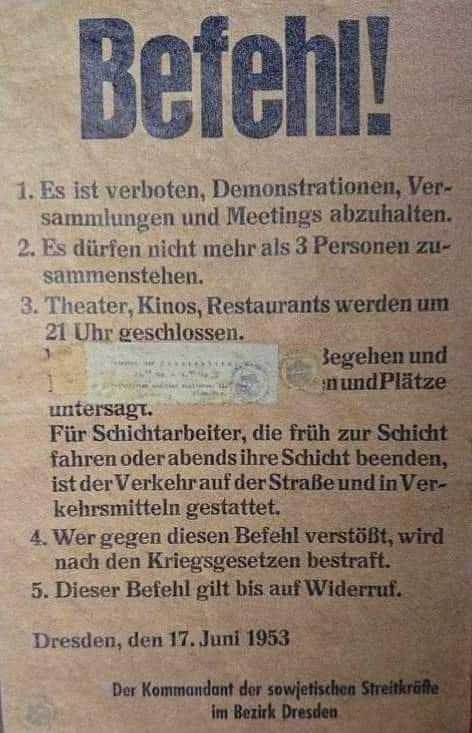 Befehl!
1. Es ist verboten, Demonstrationen, Ver-
sammlungen und Meetings abzuhalten.
2. Es dürfen nicht mehr als 3 Personen zu-
sammenstehen.
3. Theater, Kinos, Restaurants werden um
21 Uhr geschlossen.
Begehen und
und Plätze
untersagt.
Für Schichtarbeiter, die früh zur Schicht
fahren oder abends ihre Schicht beenden,
ist der Verkehr auf der Straße und in Ver-
kehrsmitteln gestattet.
4. Wer gegen diesen Befehl verstößt, wird
nach den Kriegsgesetzen bestraft.
5. Dieser Befehl gilt bis auf Widerruf.
Dresden, den 17. Juni 1953
Der Kommandant der sowjetischen Streitkräfte
im Bezirk Dresden